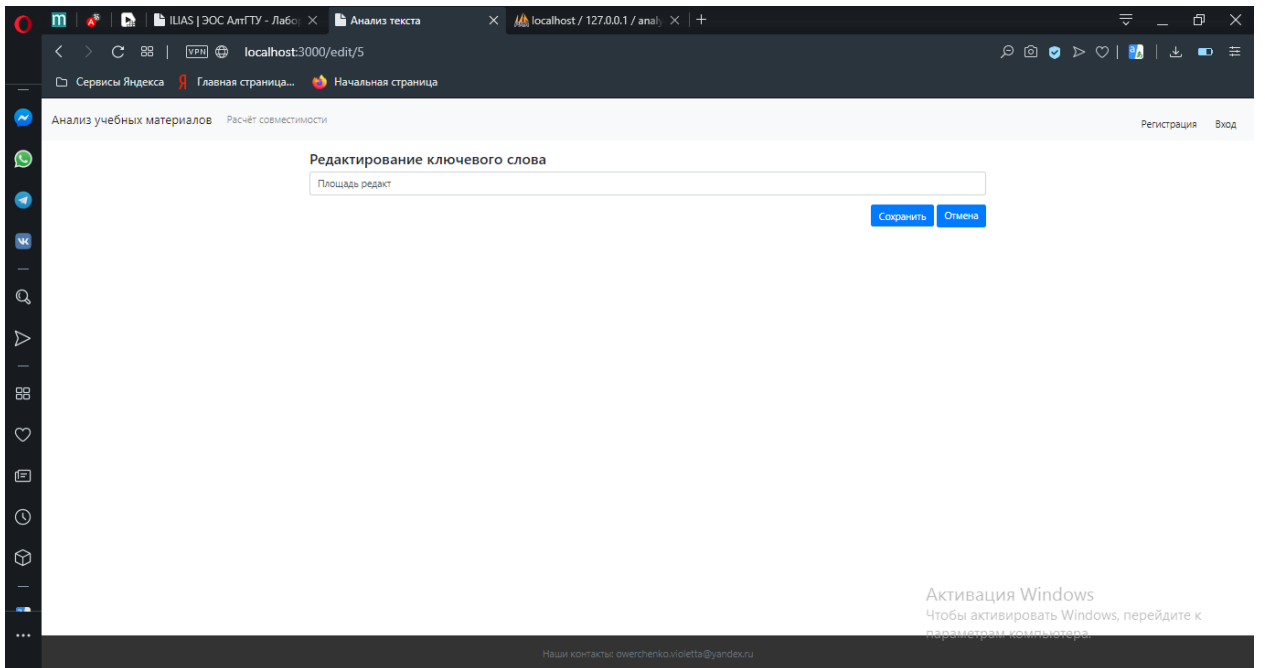 ILIAS | ЭОС АлтГТУ - Лабор
Анализ текста
localhost / 127.0.0.1 / analy
VPN
localhost:3000/edit/5
Сервисы Яндекса
Главная страница...
Начальная страница
Анализ учебных материалов
Расчёт совместимости
Регистрация
Вход
Редактирование ключевого слова
Площадь редакт
Сохранить
Отмена
Активация Windows
Чтобы активировать Windows, перейдите к
параметрам компьютера.
Наши контакты: owerchenko.violetta@yandex.ru